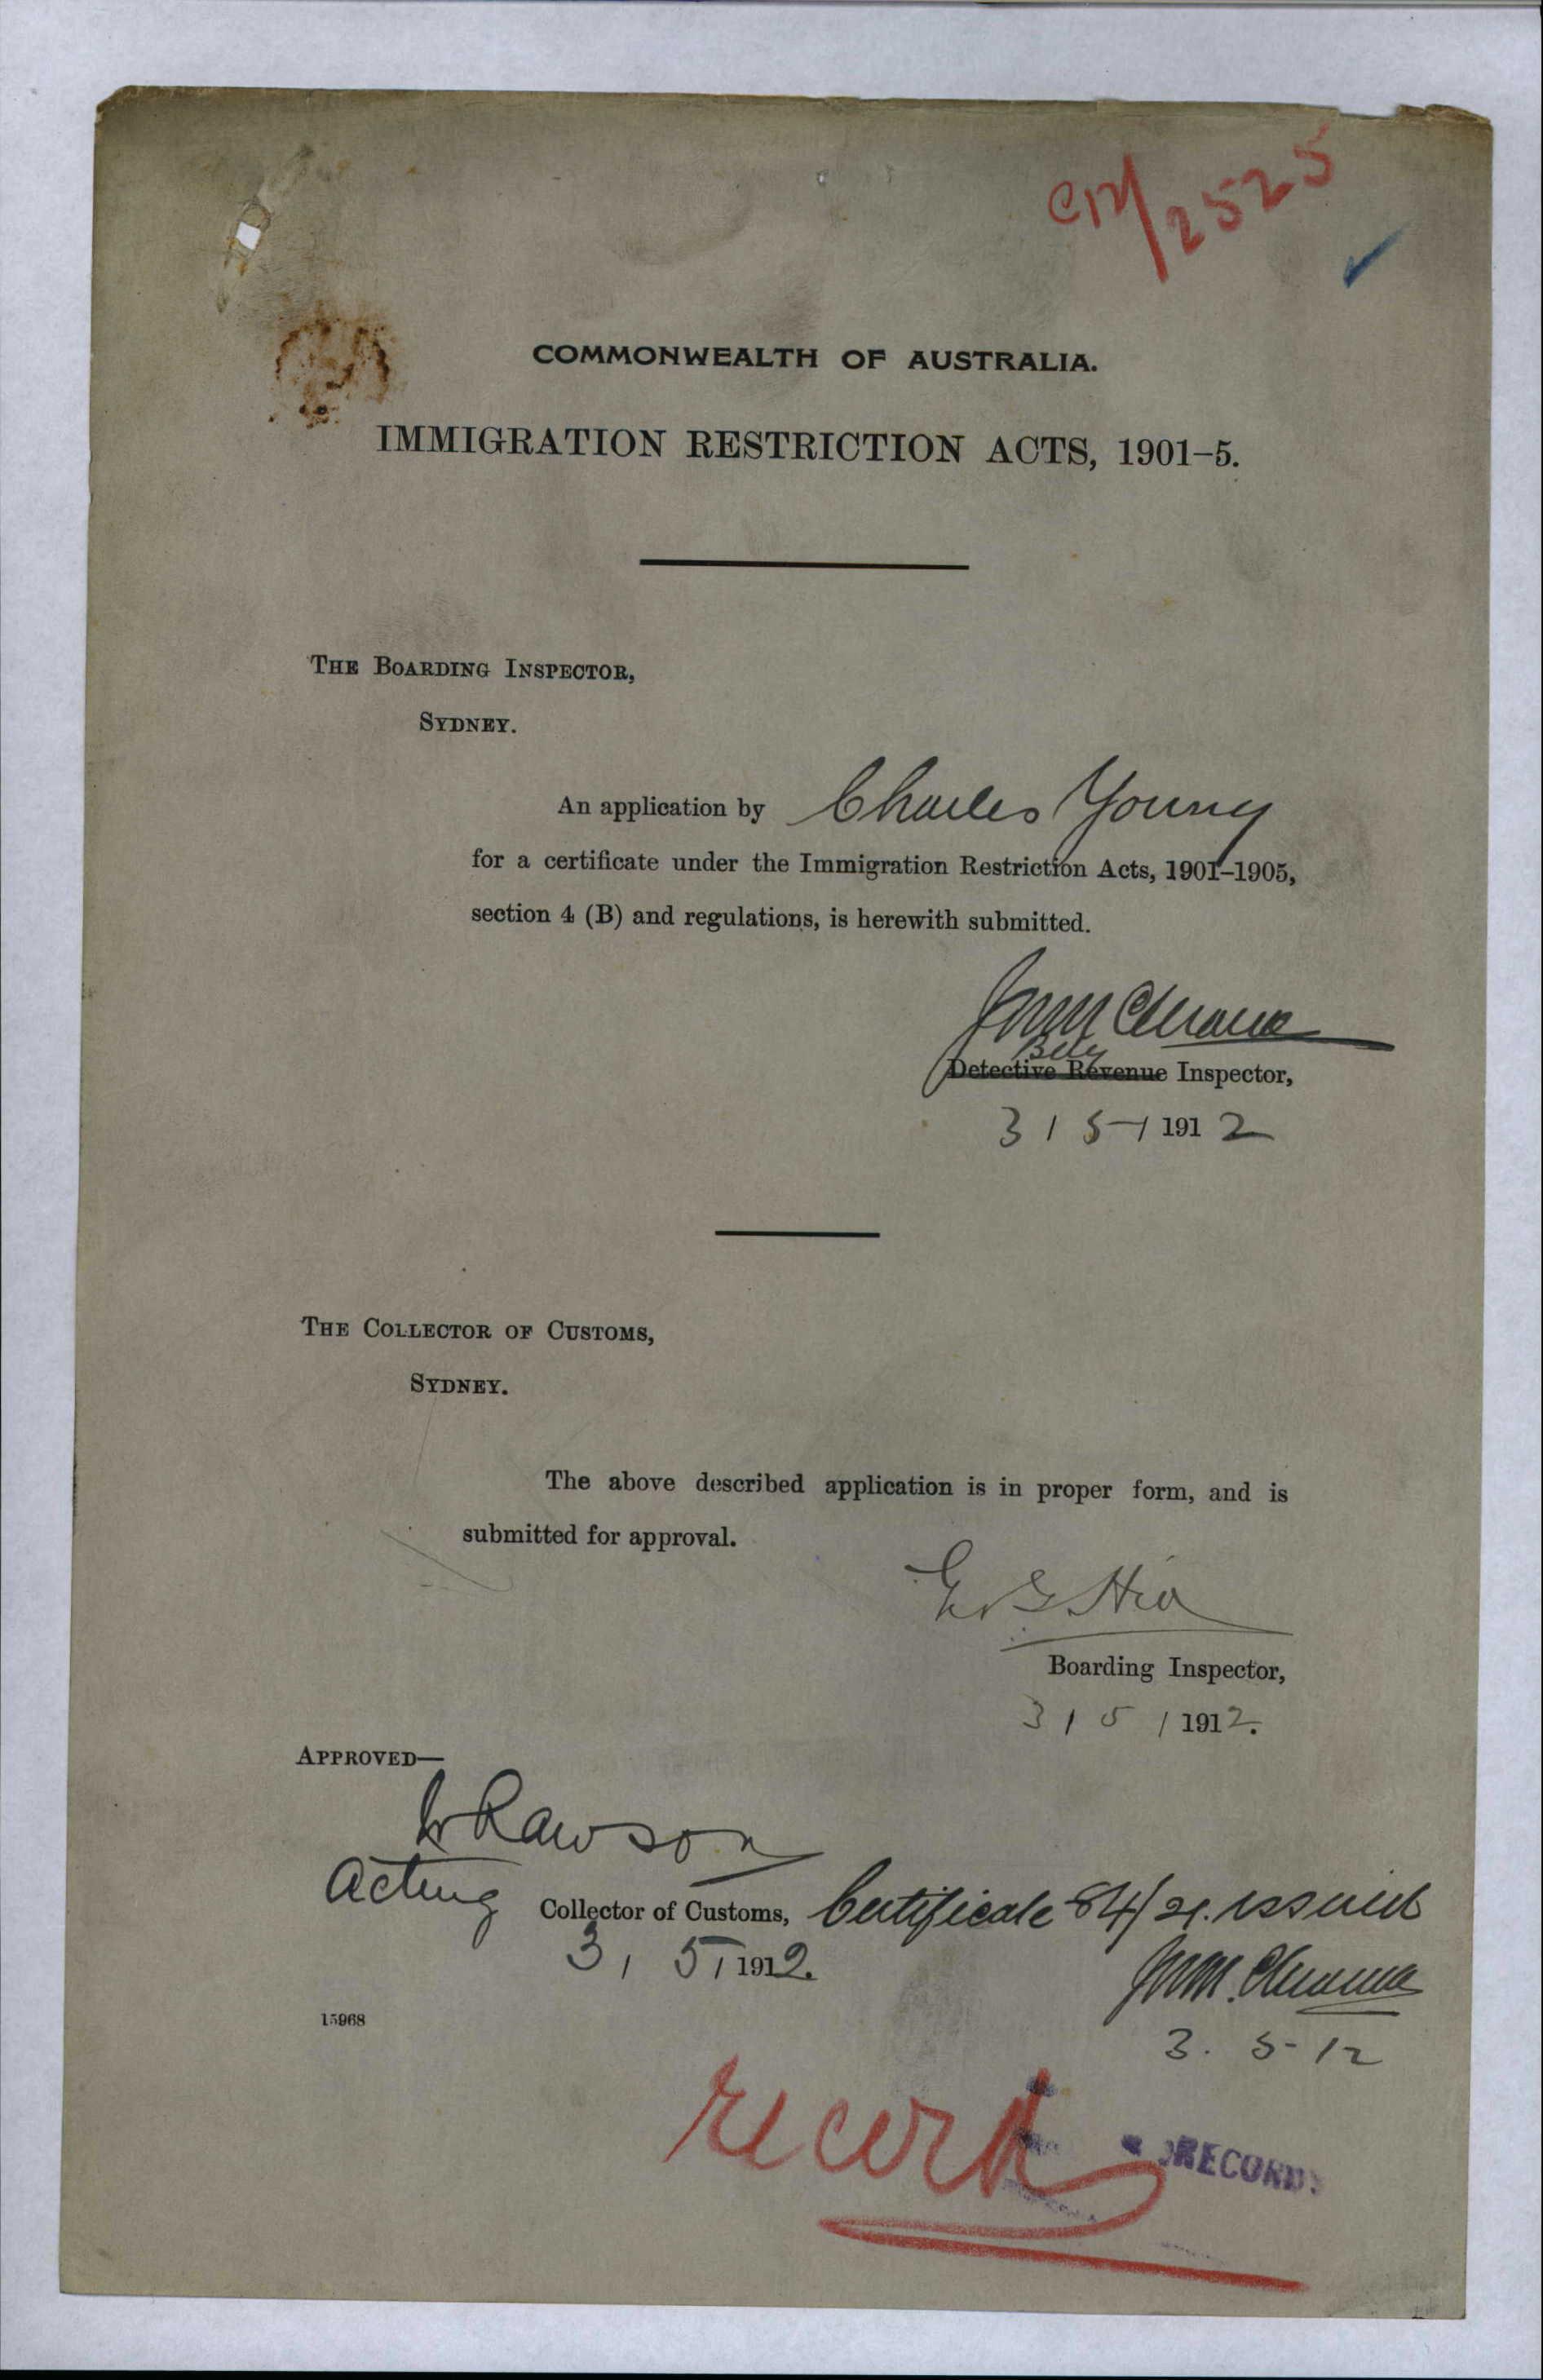 C12/2525
COMMONWEALTH OF AUSTRALIA.
IMMIGRATION RESTRICTION ACTS, 1901–5.
THE BOARDING INSPECTOR,
SYDNEY.
An application by Charles Young
for a certificate under the Immigration Restriction Acts, 1901–1905,
section 4 (B) and regulations, is herewith submitted.
Detective Revenue Inspector,
3 / 5 / 1912
THE COLLECTOR OF CUSTOMS,
SYDNEY.
The above described application is in proper form, and is
submitted for approval.
Boarding Inspector,
3 / 5 / 1912.
APPROVED—
Rawson
Acting Collector of Customs, Certificate 84/21. issued
3 / 5 / 1912.
15968
3. 5-12
record
RECORDS